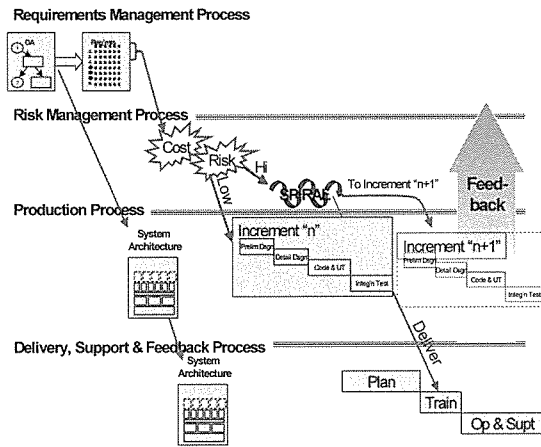 Requirements Management Process
OA
Risk Management Process
Cost
Risk
Hi
Low
To Increment "n+1"
Feed-
back
Production Process
System
Architecture
Increment "n"
Prelim Dsgn
Detail Dsgn
Code & UT
Integ'n Test
Increment "n+1"
Prelim Dsgn
Detail Dsgn
Code & UT
Integ'n Test
Deliver
Delivery, Support & Feedback Process
System
Architecture
Plan
Train
Op & Supt